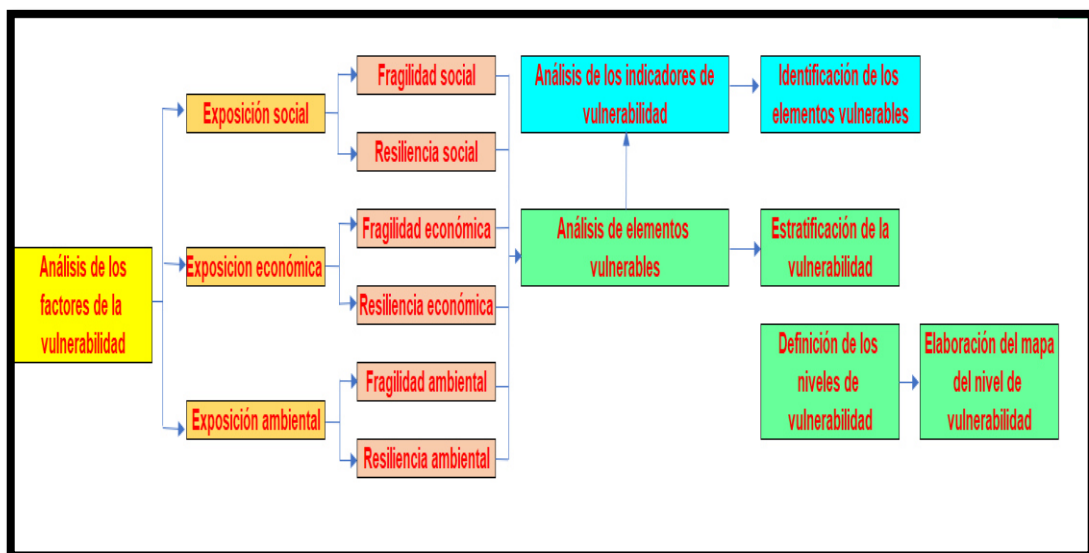 Análisis de los
factores de la
vulnerabilidad
Exposición social
Exposicion económica
Exposición ambiental
Fragilidad social
Resiliencia social
Fragilidad económica
Resiliencia económica
Fragilidad ambiental
Resiliencia ambiental
Análisis de los indicadores de
vulnerabilidad
Identificación de los
elementos vulnerables
Análisis de elementos
vulnerables
Estratificación de la
vulnerabilidad
Definición de los
niveles de
vulnerabilidad
Elaboración del mapa
del nivel de
vulnerabilidad